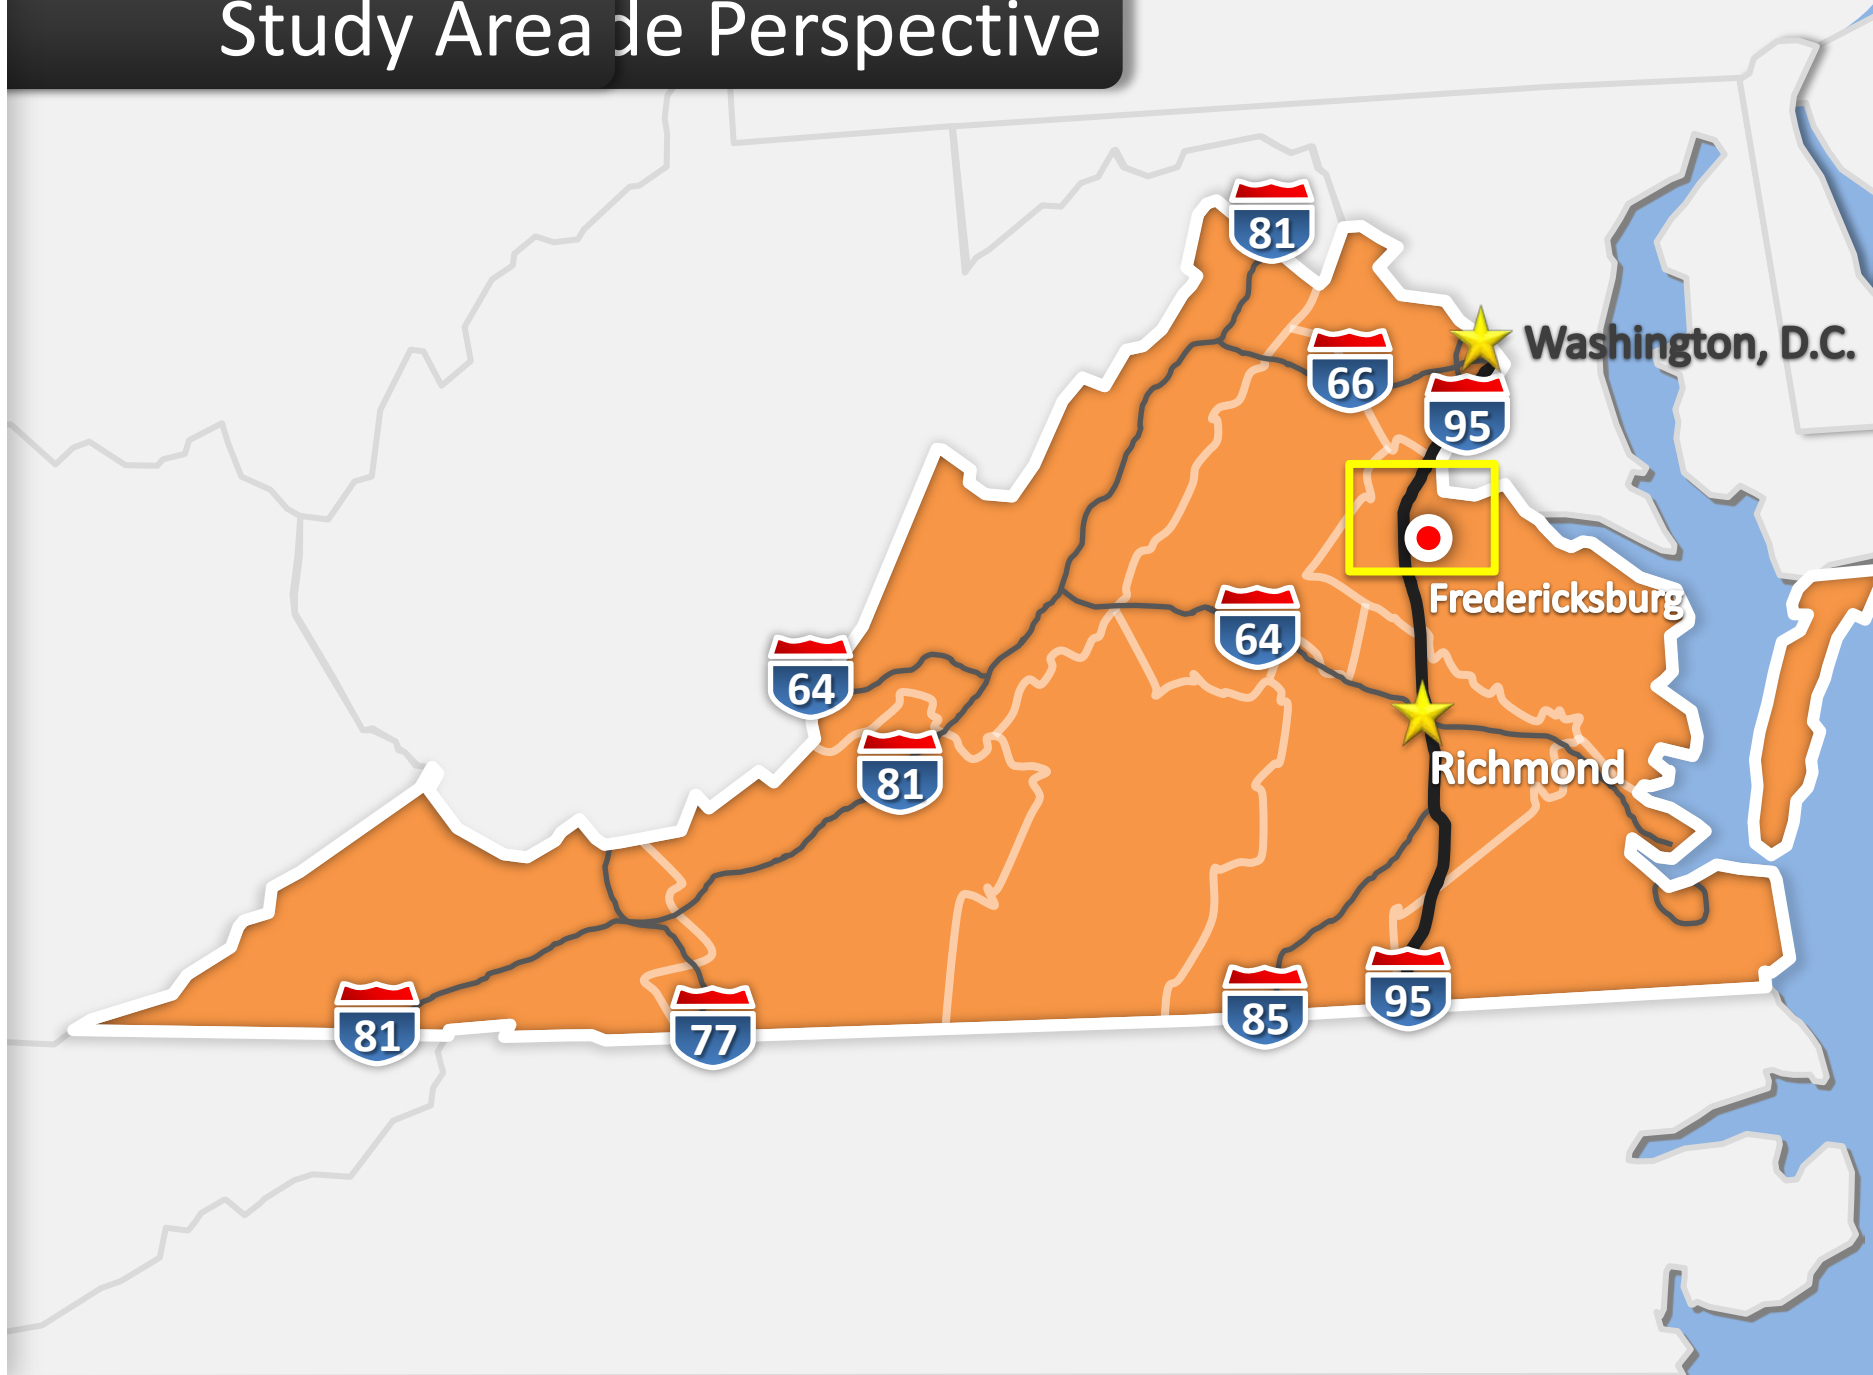 Study Area de Perspective
81
Washington, D.C.
66
95
Fredericksburg
64
64
81
Richmond
81
77
85
95